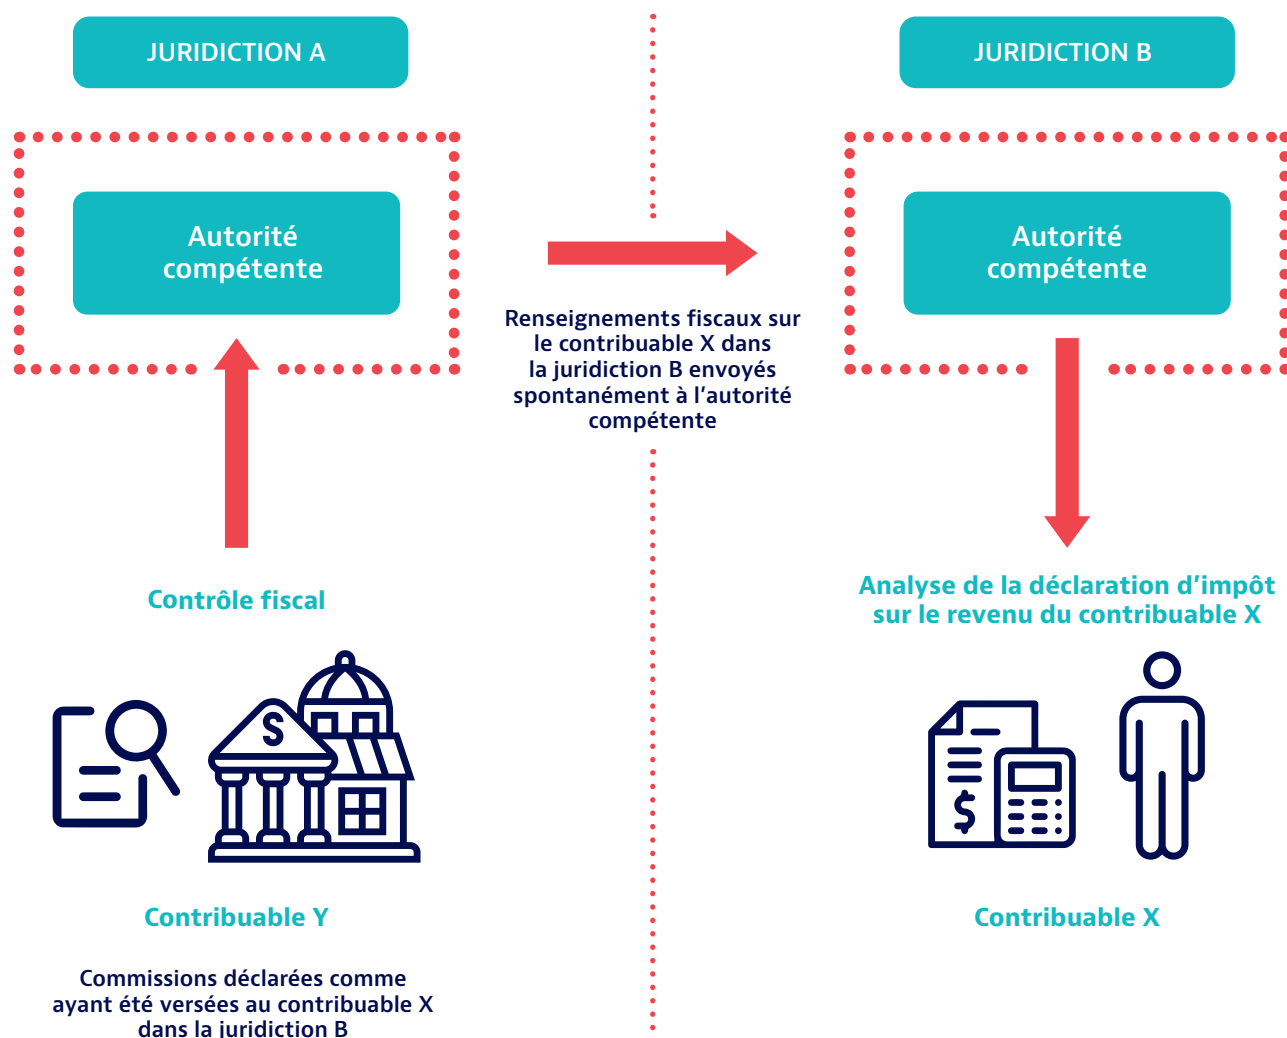 JURIDICTION A
JURIDICTION B
Autorité
compétente
Autorité
compétente
Renseignements fiscaux sur
le contribuable X dans
la juridiction B envoyés
spontanément à l’autorité
compétente
Contrôle fiscal
Analyse de la déclaration d’impôt
sur le revenu du contribuable X
S
$
Contribuable Y
Contribuable X
Commissions déclarées comme
ayant été versées au contribuable X
dans la juridiction B